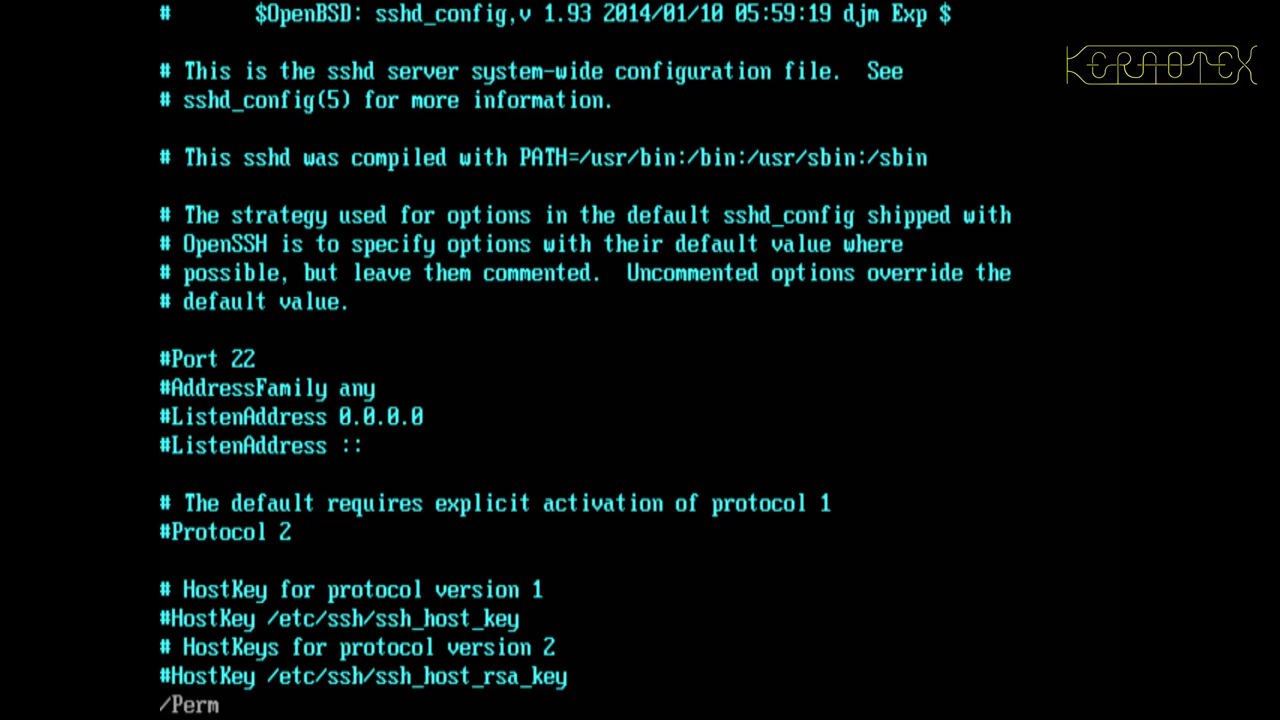 #       $OpenBSD: sshd_config,v 1.93 2014/01/10 05:59:19 djm Exp $
KERNOTEX
# This is the sshd server system-wide configuration file.  See
# sshd_config(5) for more information.
# This sshd was compiled with PATH=/usr/bin:/bin:/usr/sbin:/sbin
# The strategy used for options in the default sshd_config shipped with
# OpenSSH is to specify options with their default value where
# possible, but leave them commented.  Uncommented options override the
# default value.
#Port 22
#AddressFamily any
#ListenAddress 0.0.0.0
#ListenAddress ::
# The default requires explicit activation of protocol 1
#Protocol 2
# HostKey for protocol version 1
#HostKey /etc/ssh/ssh_host_key
# HostKeys for protocol version 2
#HostKey /etc/ssh/ssh_host_rsa_key
/Perm